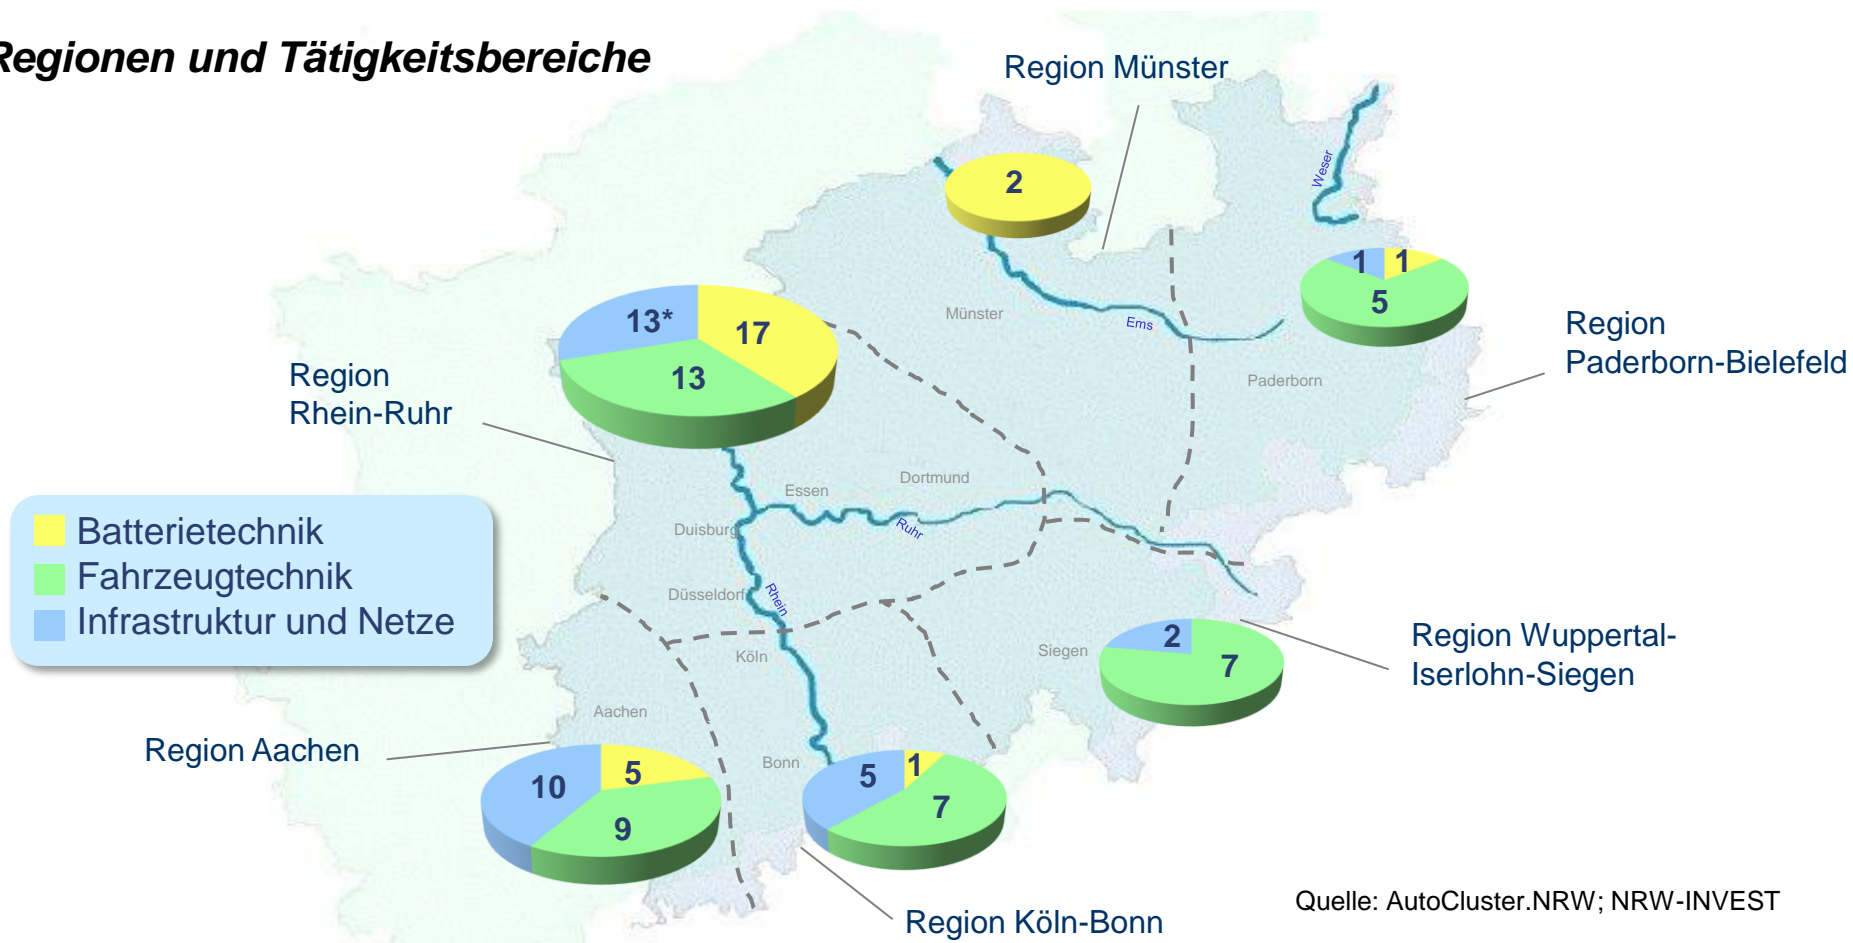 Regionen und Tätigkeitsbereiche
Region Münster
Weser
2
1
1
5
Münster
Ems
Region
Paderborn-Bielefeld
13*
17
13
Region
Rhein-Ruhr
Paderborn
Dortmund
Essen
Ruhr
Duisburg
Batterietechnik
Fahrzeugtechnik
Infrastruktur und Netze
Düsseldorf
Rhein
Köln
Siegen
2
7
Region Wuppertal-
Iserlohn-Siegen
Aachen
Region Aachen
Bonn
10
5
9
5
1
7
Quelle: AutoCluster.NRW; NRW-INVEST
Region Köln-Bonn